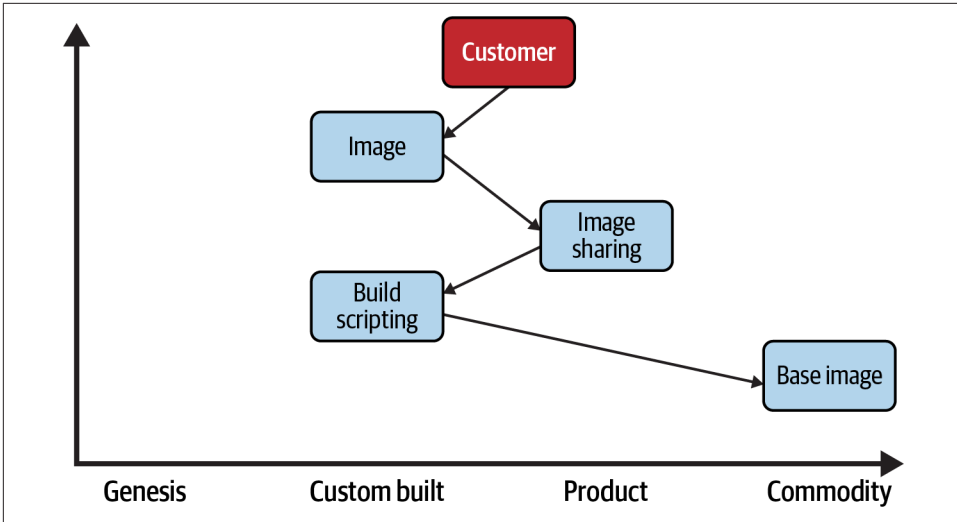 Customer
Image
Image
sharing
Build
scripting
Base image
Genesis
Custom built
Product
Commodity